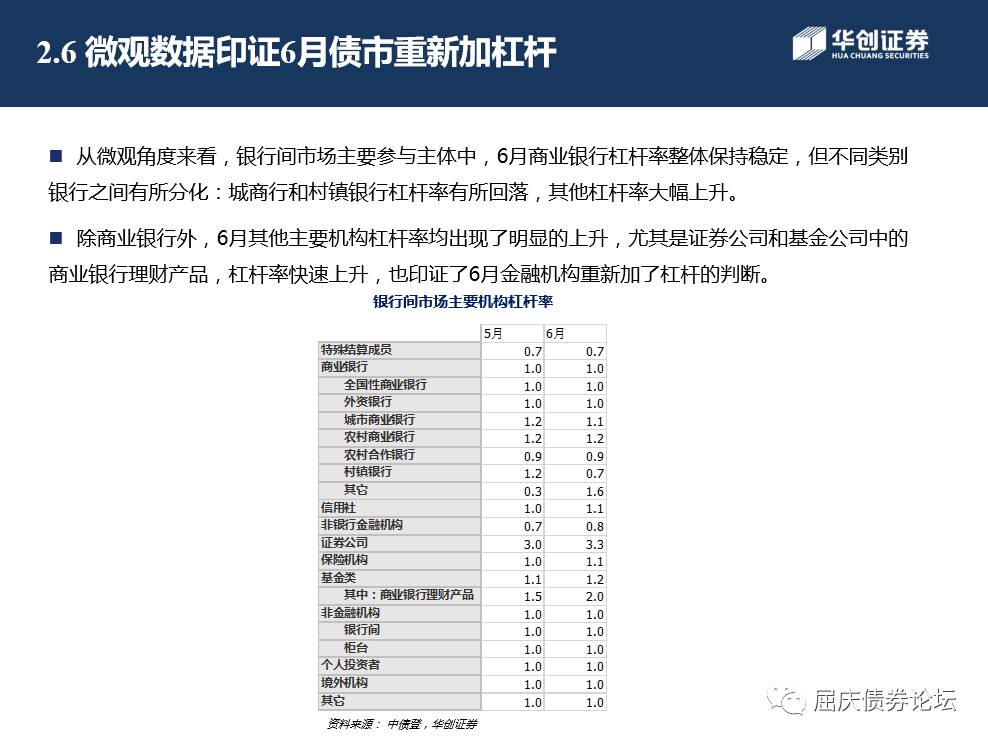 2.6 微观数据印证6月债市重新加杠杆
华创证券
HUA CHUANG SECURITIES
■ 从微观角度来看，银行间市场主要参与主体中，6月商业银行杠杆率整体保持稳定，但不同类别
银行之间有所分化：城商行和村镇银行杠杆率有所回落，其他杠杆率大幅上升。
■ 除商业银行外，6月其他主要机构杠杆率均出现了明显的上升，尤其是证券公司和基金公司中的
商业银行理财产品，杠杆率快速上升，也印证了6月金融机构重新加了杠杆的判断。
银行间市场主要机构杠杆率
5月 6月
特殊结算成员 0.7 0.7
商业银行 1.0 1.0
全国性商业银行 1.0 1.0
外资银行 1.0 1.0
城市商业银行 1.2 1.1
农村商业银行 1.2 1.2
农村合作银行 0.9 0.9
村镇银行 1.2 0.7
其它 0.3 1.6
信用社 1.0 1.1
非银行金融机构 0.7 0.8
证券公司 3.0 3.3
保险机构 1.0 1.1
基金类 1.1 1.2
其中：商业银行理财产品 1.5 2.0
非金融机构 1.0 1.0
银行间 1.0 1.0
柜台 1.0 1.0
个人投资者 1.0 1.0
境外机构 1.0 1.0
其它 1.0 1.0
资料来源： 中债登，华创证券
屈庆债券论坛